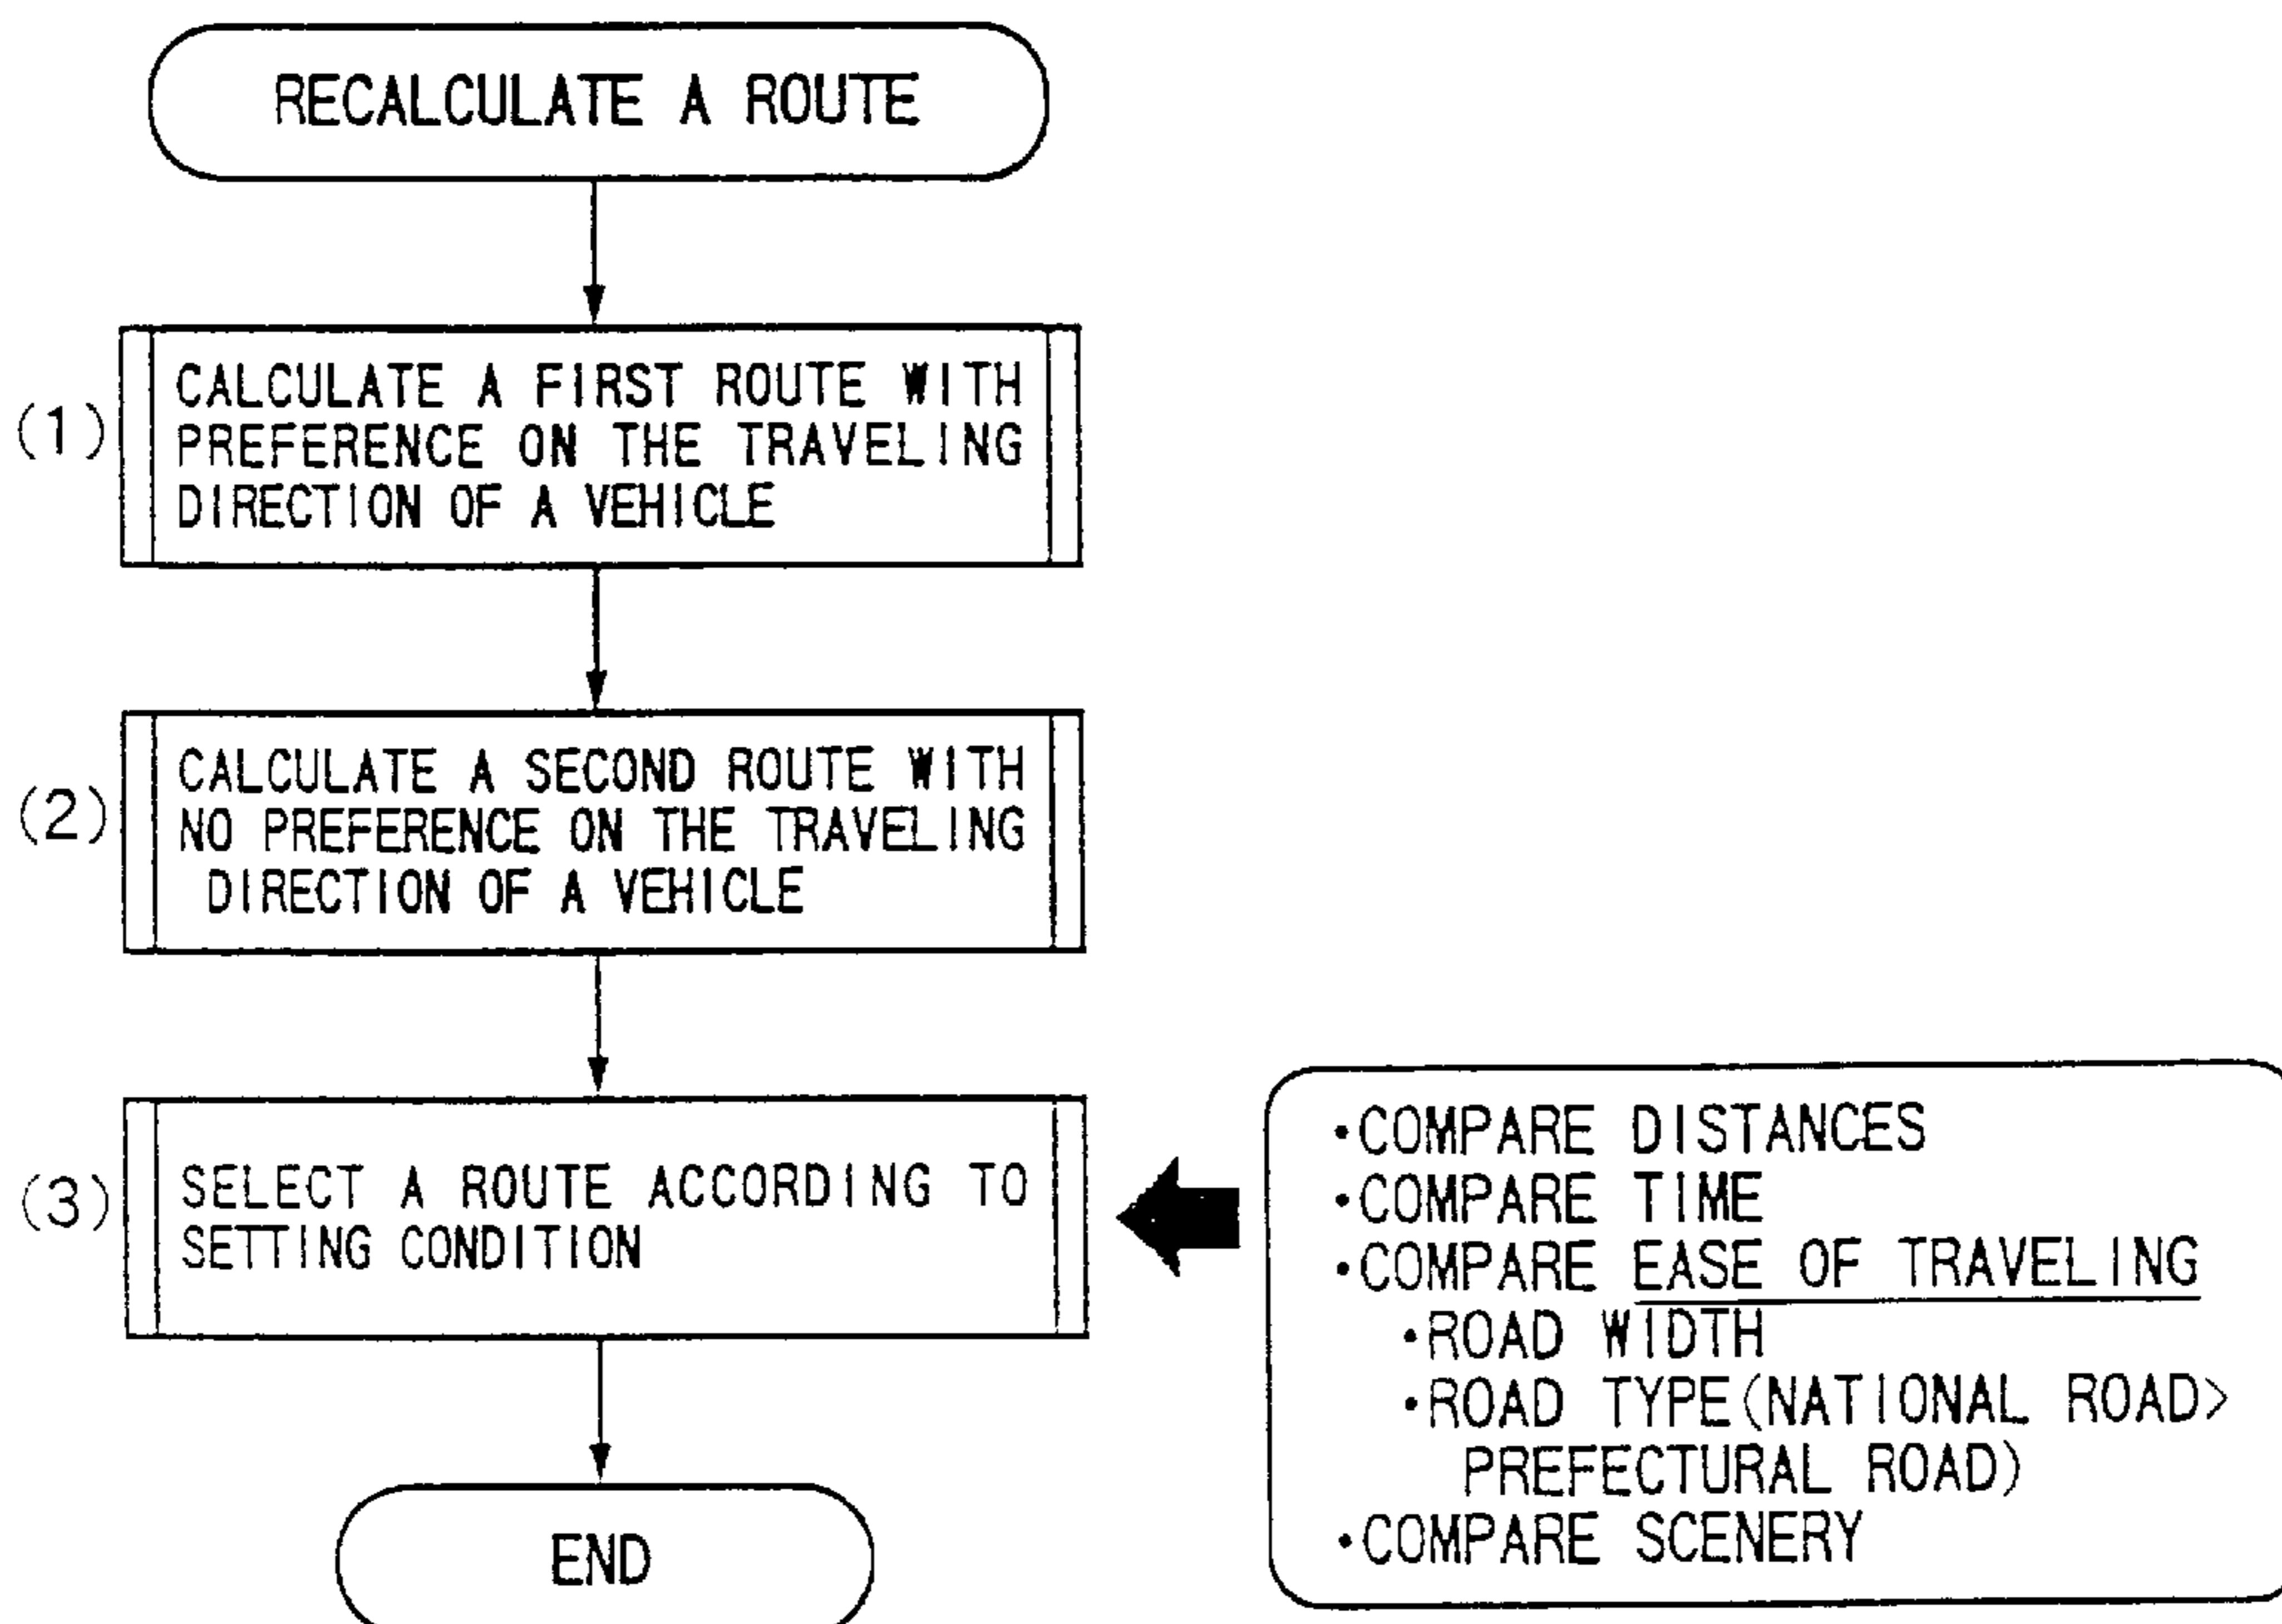 RECALCULATE A ROUTE
(1)
CALCULATE A FIRST ROUTE WITH
PREFERENCE ON THE TRAVELING
DIRECTION OF A VEHICLE
(2)
CALCULATE A SECOND ROUTE WITH
NO PREFERENCE ON THE TRAVELING
DIRECTION OF A VEHICLE
(3)
SELECT A ROUTE ACCORDING TO
SETTING CONDITION
・COMPARE DISTANCES
・COMPARE TIME
・COMPARE EASE OF TRAVELING
・ROAD WIDTH
・ROAD TYPE(NATIONAL ROAD>
PREFECTURAL ROAD)
・COMPARE SCENERY
END